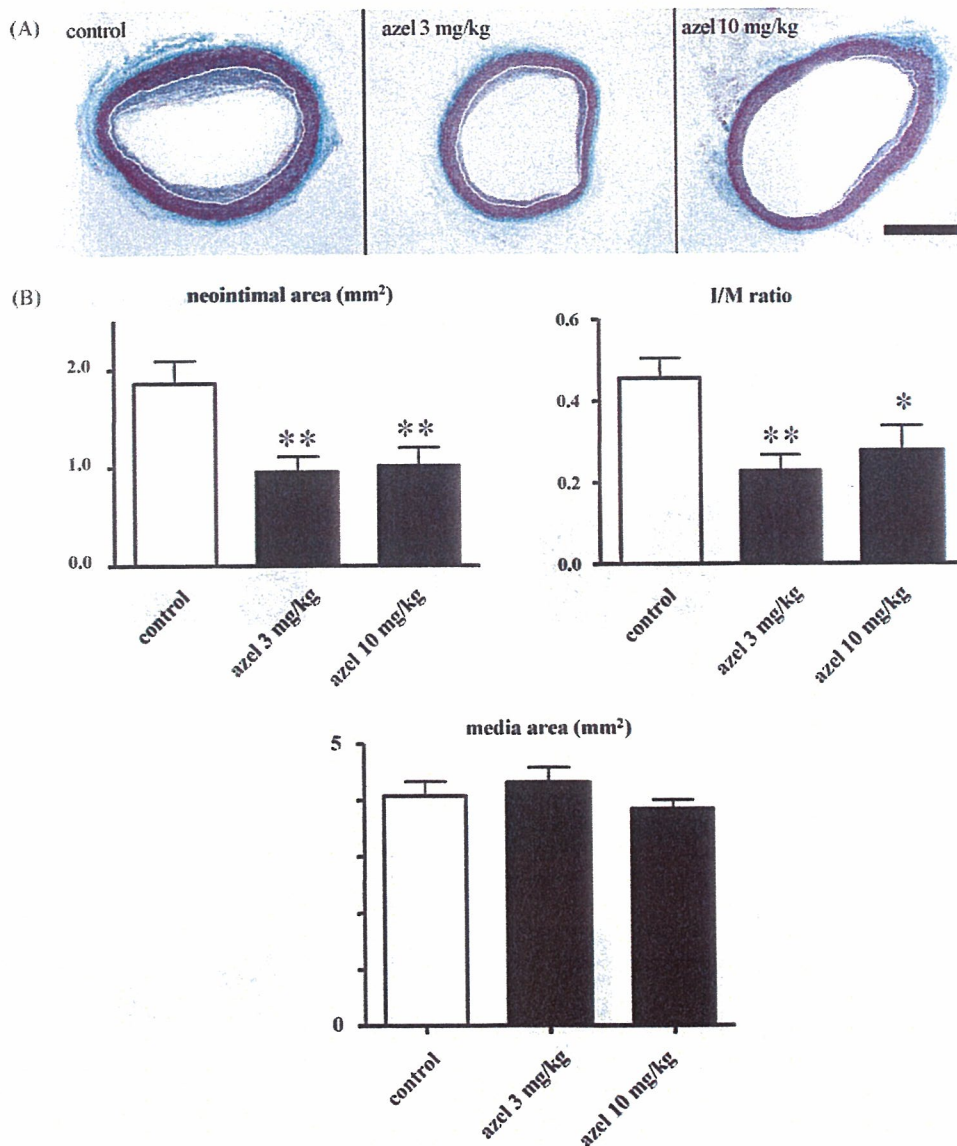 (A) control azel 3 mg/kg azel 10 mg/kg
(B) neointimal area (mm²) I/M ratio
2.0
1.0
0.0
** **
control
azel 3 mg/kg
azel 10 mg/kg
0.6
0.4
0.2
0.0
** *
control
azel 3 mg/kg
azel 10 mg/kg
media area (mm²)
5
0
control
azel 3 mg/kg
azel 10 mg/kg